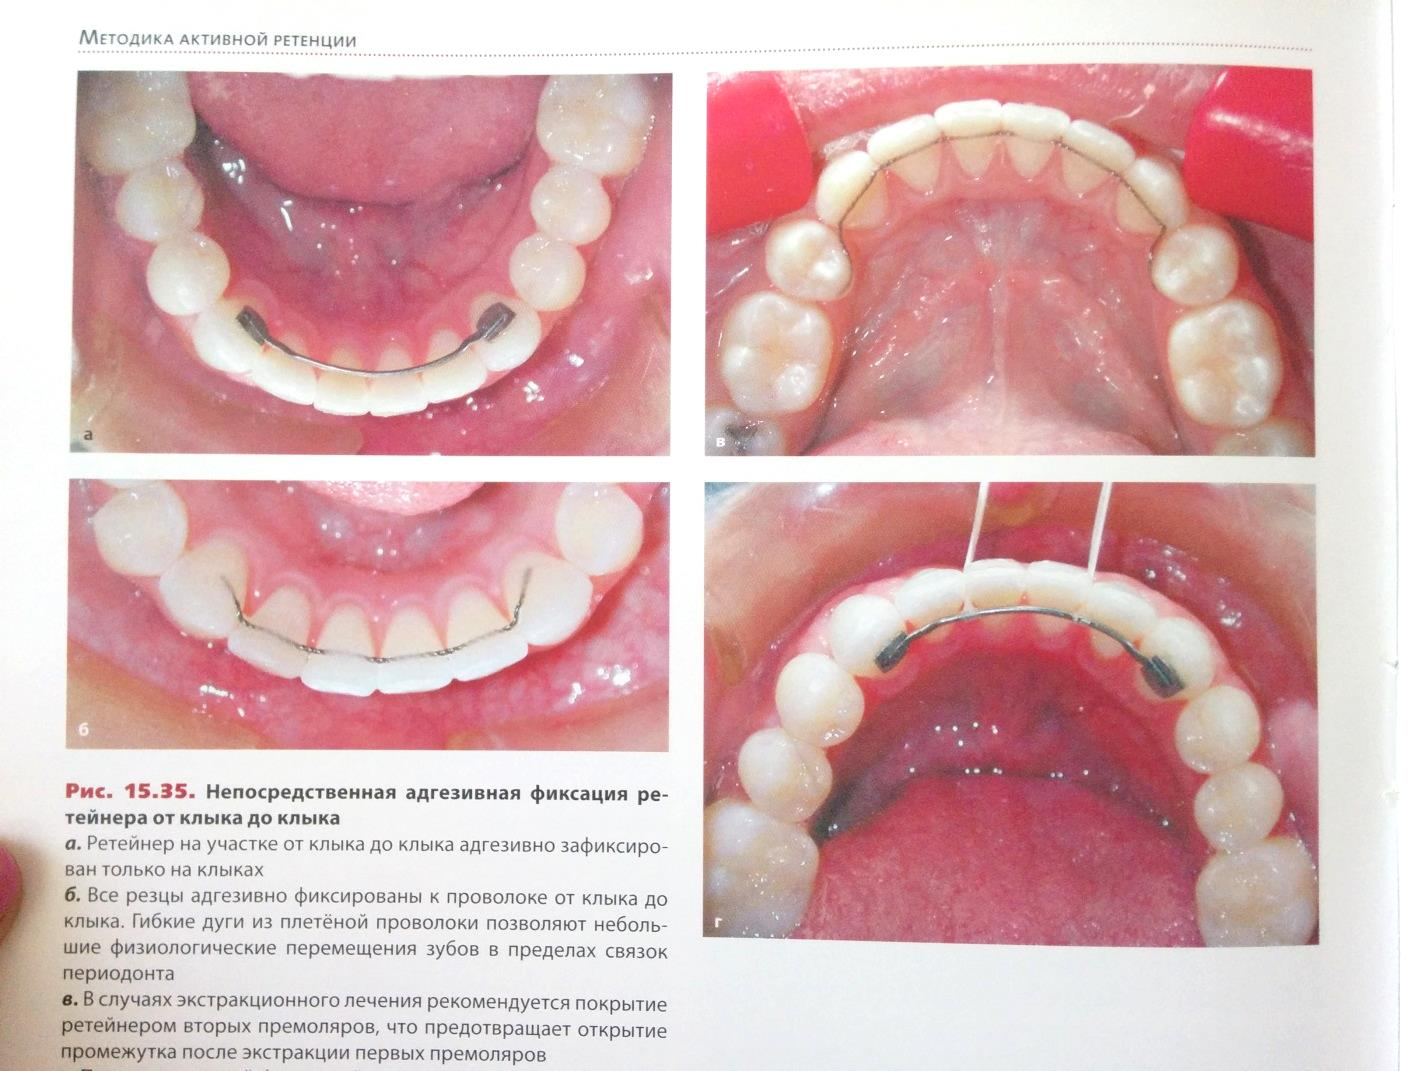 Методика активной ретенции
а
в
б
г
Рис. 15.35. Непосредственная адгезивная фиксация ре-
тейнера от клыка до клыка
а. Ретейнер на участке от клыка до клыка адгезивно зафиксиро-
ван только на клыках
б. Все резцы адгезивно фиксированы к проволоке от клыка до
клыка. Гибкие дуги из плетёной проволоки позволяют неболь-
шие физиологические перемещения зубов в пределах связок
периодонта
в. В случаях экстракционного лечения рекомендуется покрытие
ретейнером вторых премоляров, что предотвращает открытие
промежутка после экстракции первых премоляров